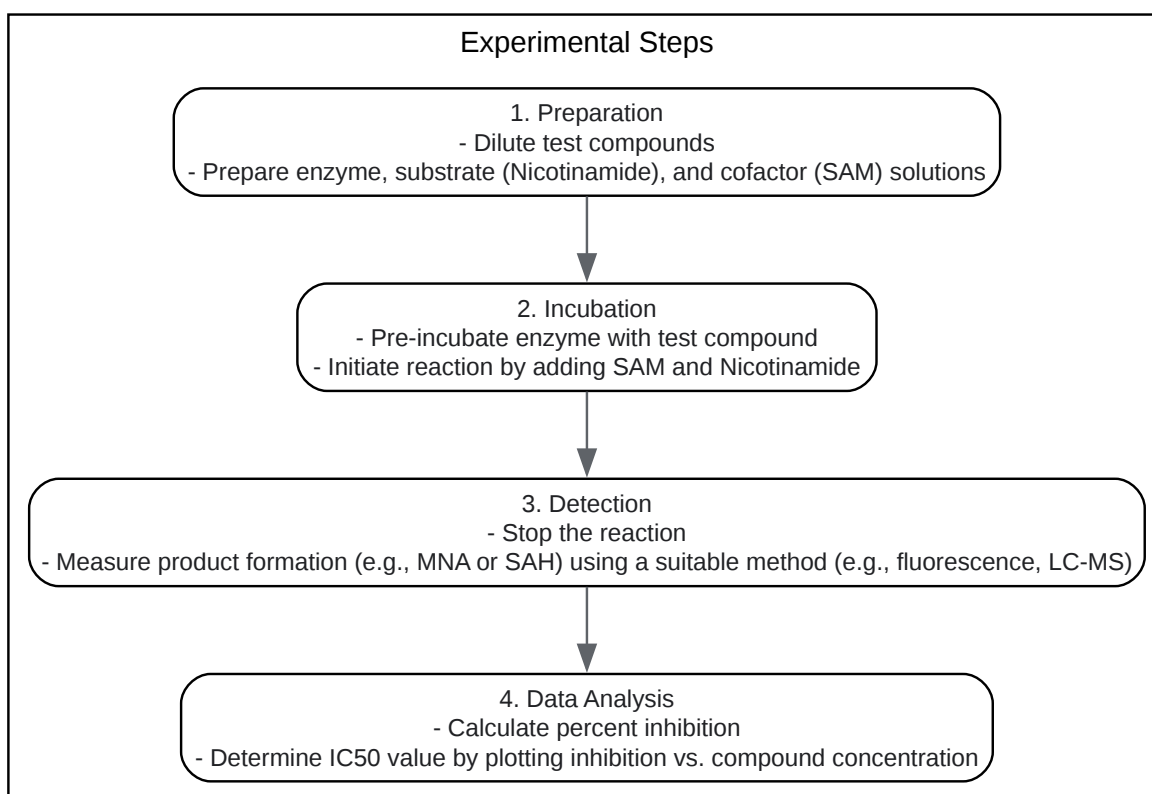 Experimental Steps
1. Preparation
- Dilute test compounds
- Prepare enzyme, substrate (Nicotinamide), and cofactor (SAM) solutions
2. Incubation
- Pre-incubate enzyme with test compound
- Initiate reaction by adding SAM and Nicotinamide
3. Detection
- Stop the reaction
- Measure product formation (e.g., MNA or SAH) using a suitable method (e.g., fluorescence, LC-MS)
4. Data Analysis
- Calculate percent inhibition
- Determine IC50 value by plotting inhibition vs. compound concentration